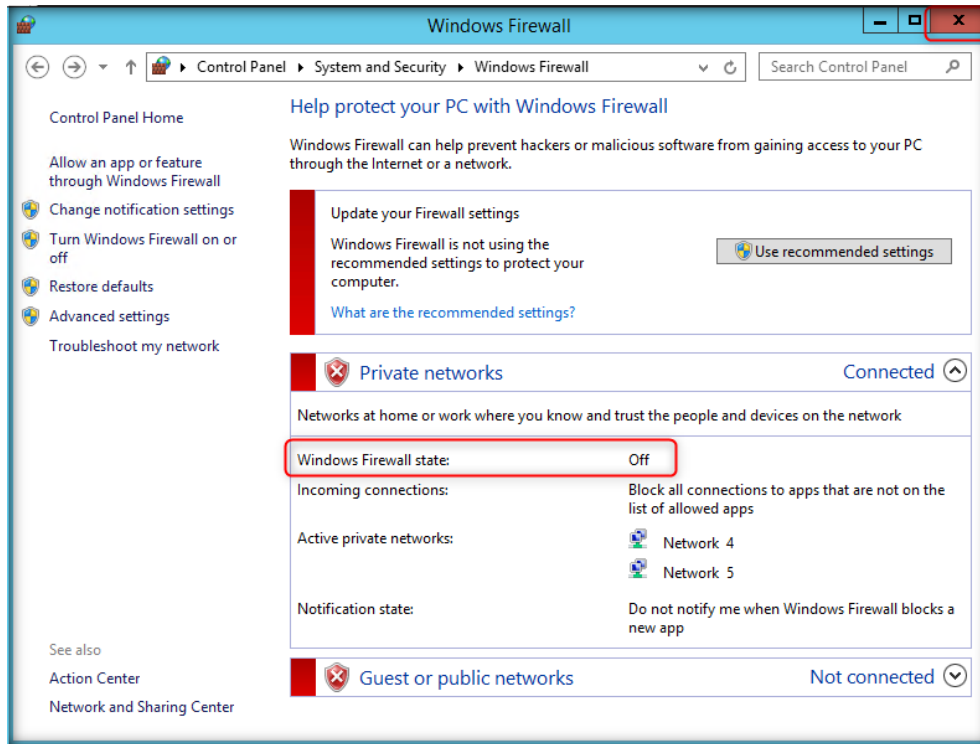 Windows Firewall
Control Panel
System and Security
Windows Firewall
Search Control Panel
Control Panel Home
Allow an app or feature
through Windows Firewall
Change notification settings
Turn Windows Firewall on or
off
Restore defaults
Advanced settings
Troubleshoot my network
See also
Action Center
Network and Sharing Center
Help protect your PC with Windows Firewall
Windows Firewall can help prevent hackers or malicious software from gaining access to your PC
through the Internet or a network.
Update your Firewall settings
Windows Firewall is not using the
recommended settings to protect your
computer.
What are the recommended settings?
Use recommended settings
Private networks Connected
Networks at home or work where you know and trust the people and devices on the network
Windows Firewall state: Off
Incoming connections: Block all connections to apps that are not on the
list of allowed apps
Active private networks: Network 4
Network 5
Notification state: Do not notify me when Windows Firewall blocks a
new app
Guest or public networks Not connected